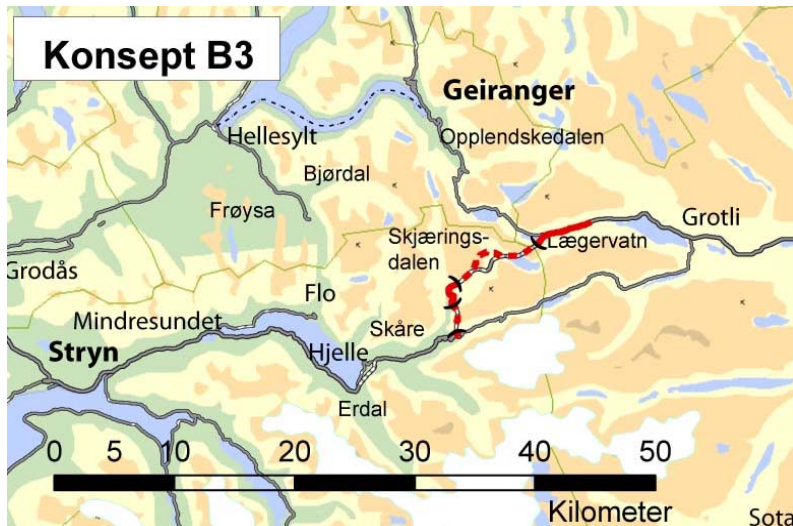 Konsept B3
Geiranger
Opplendskedalen
Hellesylt
Bjørdal
Frøysa
Grotli
Skjærings-
dalen
Lægervatn
Grodås
Flo
Mindresundet
Skåre
Stryn
Hjelle
Erdal
0 5 10 20 30 40 50
Kilometer
Sota